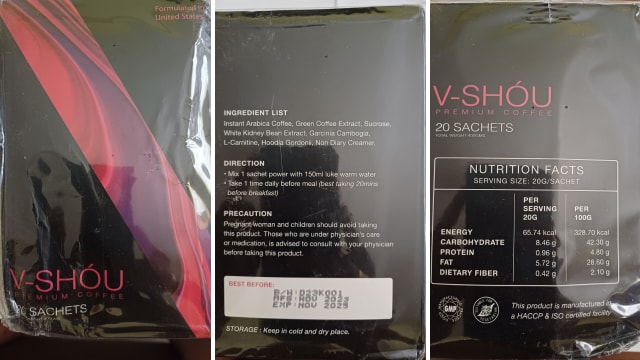 Formulated in
United States
V-SHÓU
PREMIUM COFFEE
20 SACHETS
INGREDIENT LIST
Instant Arabica Coffee, Green Coffee Extract, Sucrose,
White Kidney Bean Extract, Garcinia Cambogia,
L-Carnitine, Hoodia Gordonii, Non Diary Creamer.
DIRECTION
• Mix 1 sachet power with 150ml luke warm water
• Take 1 time daily before meal (best taking 20mins
before breakfast)
PRECAUTION
Pregnant woman and children should avoid taking
this product. Those who are under physician's care
or medication, is advised to consult with your physician
before taking this product.
BEST BEFORE:
B/N:D23K001
MFG:NOV 2023
EXP:NOV 2025
STORAGE : Keep in cold and dry place.
V-SHÓU
PREMIUM COFFEE
20 SACHETS
TOTAL WEIGHT 400GMS
NUTRITION FACTS
SERVING SIZE: 20G/SACHET
PER SERVING 20G PER 100G
ENERGY 65.74 kcal 328.70 kcal
CARBOHYDRATE 8.46 g 42.30 g
PROTEIN 0.96 g 4.80 g
FAT 5.72 g 28.60 g
DIETARY FIBER 0.42 g 2.10 g
GMP
This product is manufactured in
a HACCP & ISO certified facility